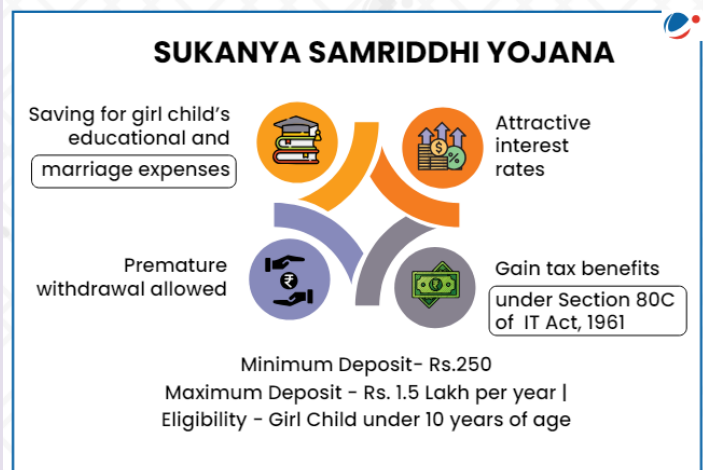 SUKANYA SAMRIDDHI YOJANA
Saving for girl child's
educational and
marriage expenses
Attractive
interest
rates
Premature
withdrawal allowed
Gain tax benefits
under Section 80C
of IT Act, 1961
Minimum Deposit- Rs.250
Maximum Deposit - Rs. 1.5 Lakh per year |
Eligibility - Girl Child under 10 years of age